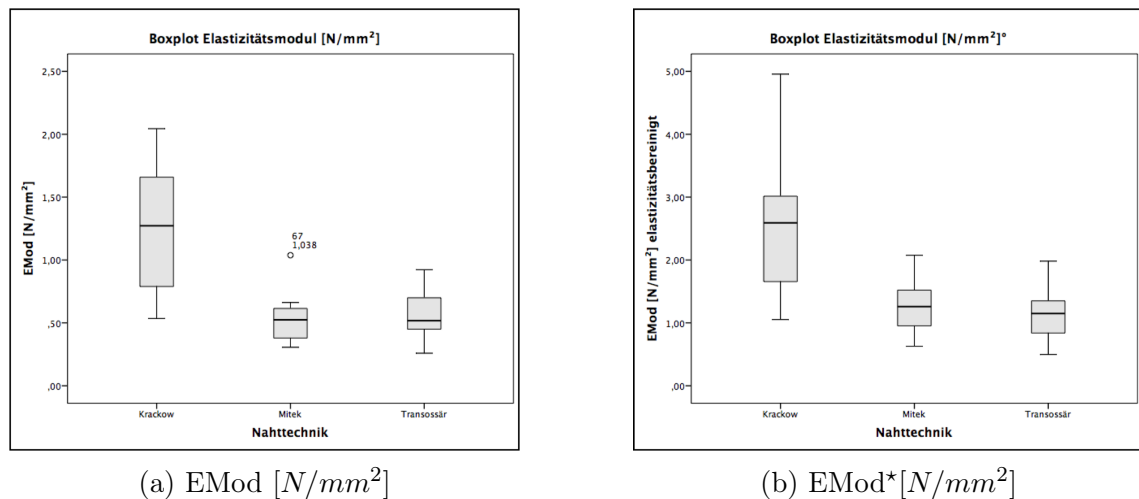 Boxplot Elastizitätsmodul [N/mm²]
EMod [N/mm²]
2,50
2,00
1,50
1,00
,50
,00
67
1,038
Krackow Mitek Transossär
Nahttechnik
(a) EMod [N/mm²]
Boxplot Elastizitätsmodul [N/mm²]°
EMod [N/mm²] elastizitätsbereinigt
5,00
4,00
3,00
2,00
1,00
,00
Krackow Mitek Transossär
Nahttechnik
(b) EMod⋆[N/mm²]